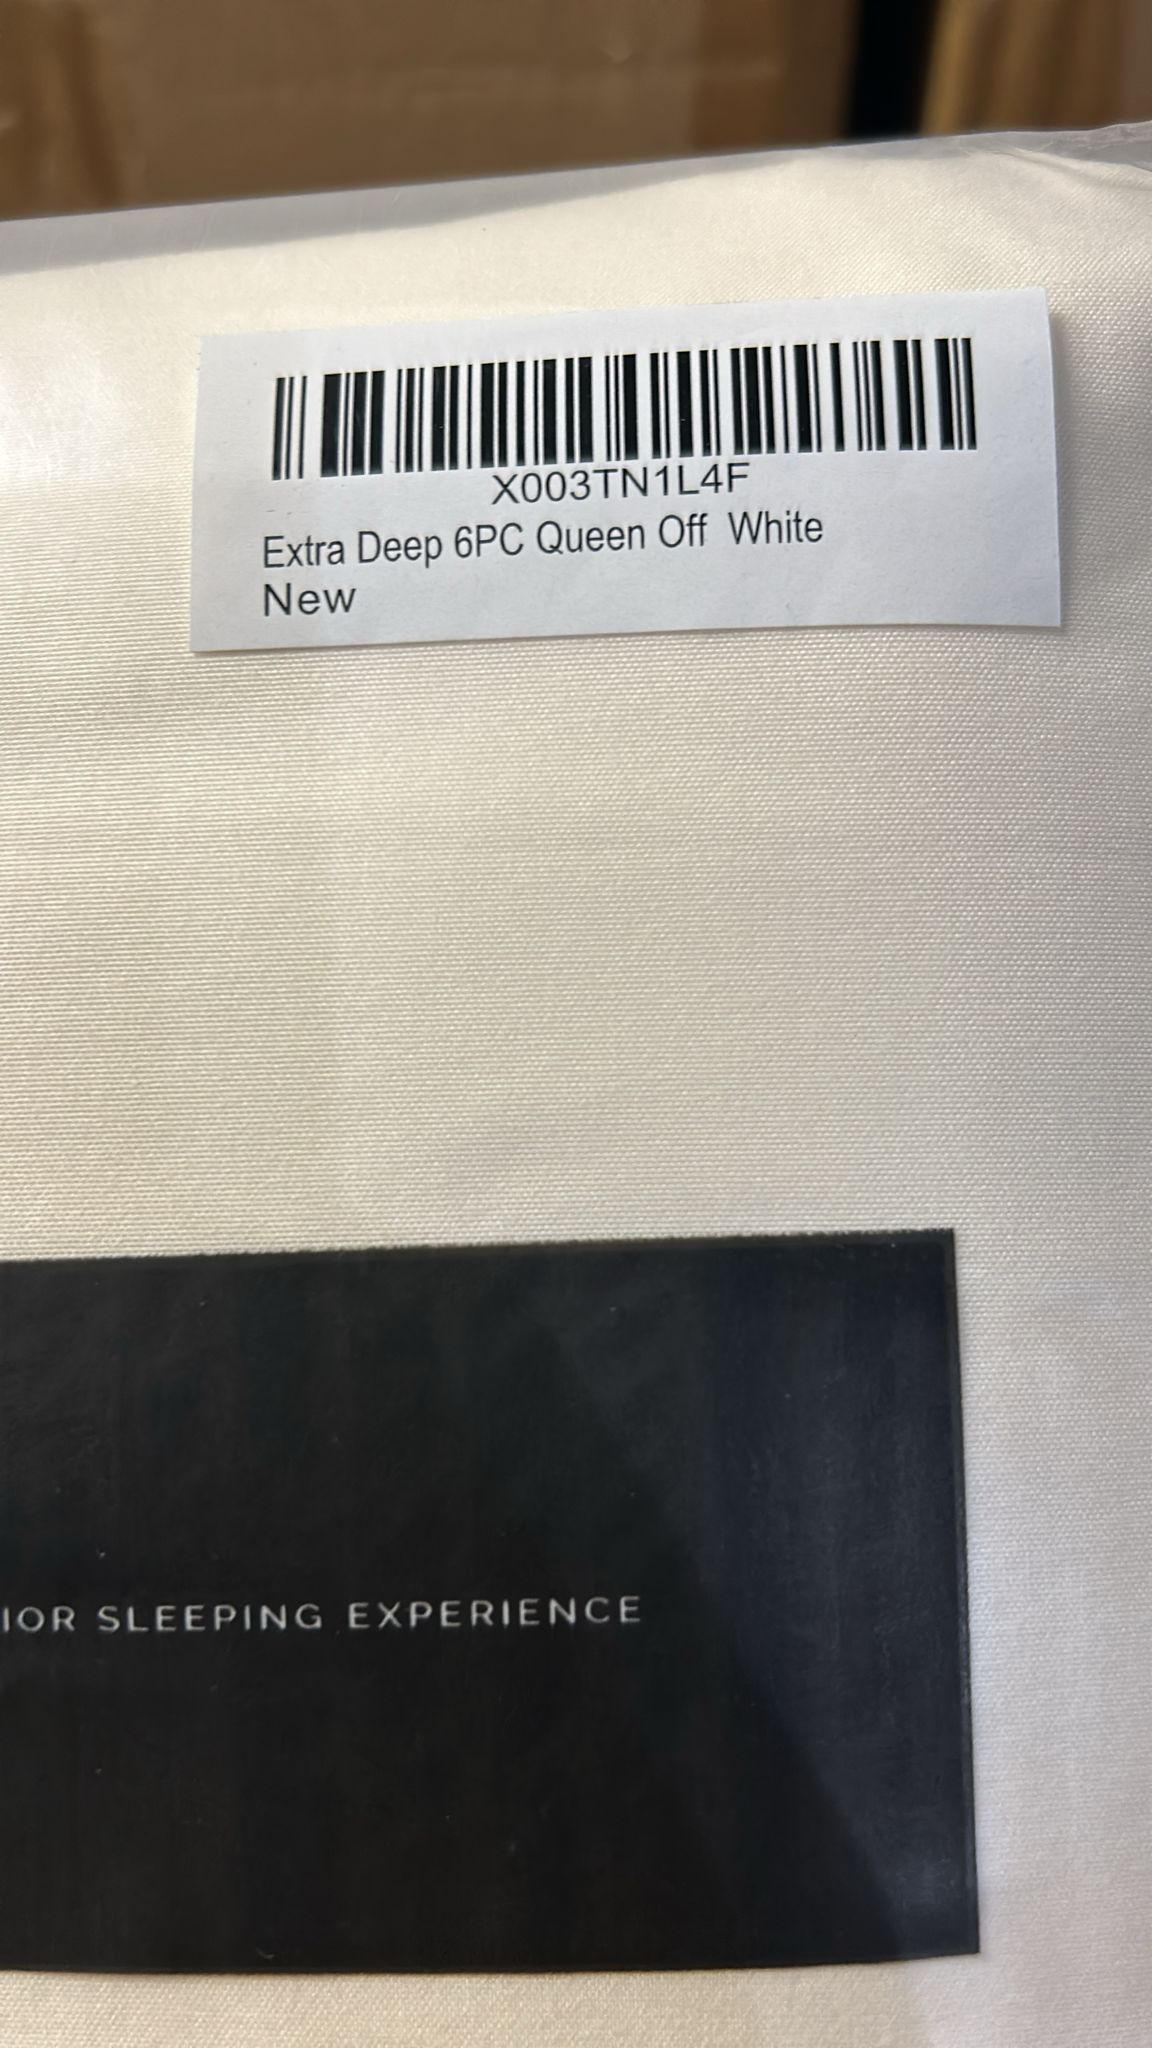 X003TN1L4F
Extra Deep 6PC Queen Off  White
New
IOR SLEEPING EXPERIENCE